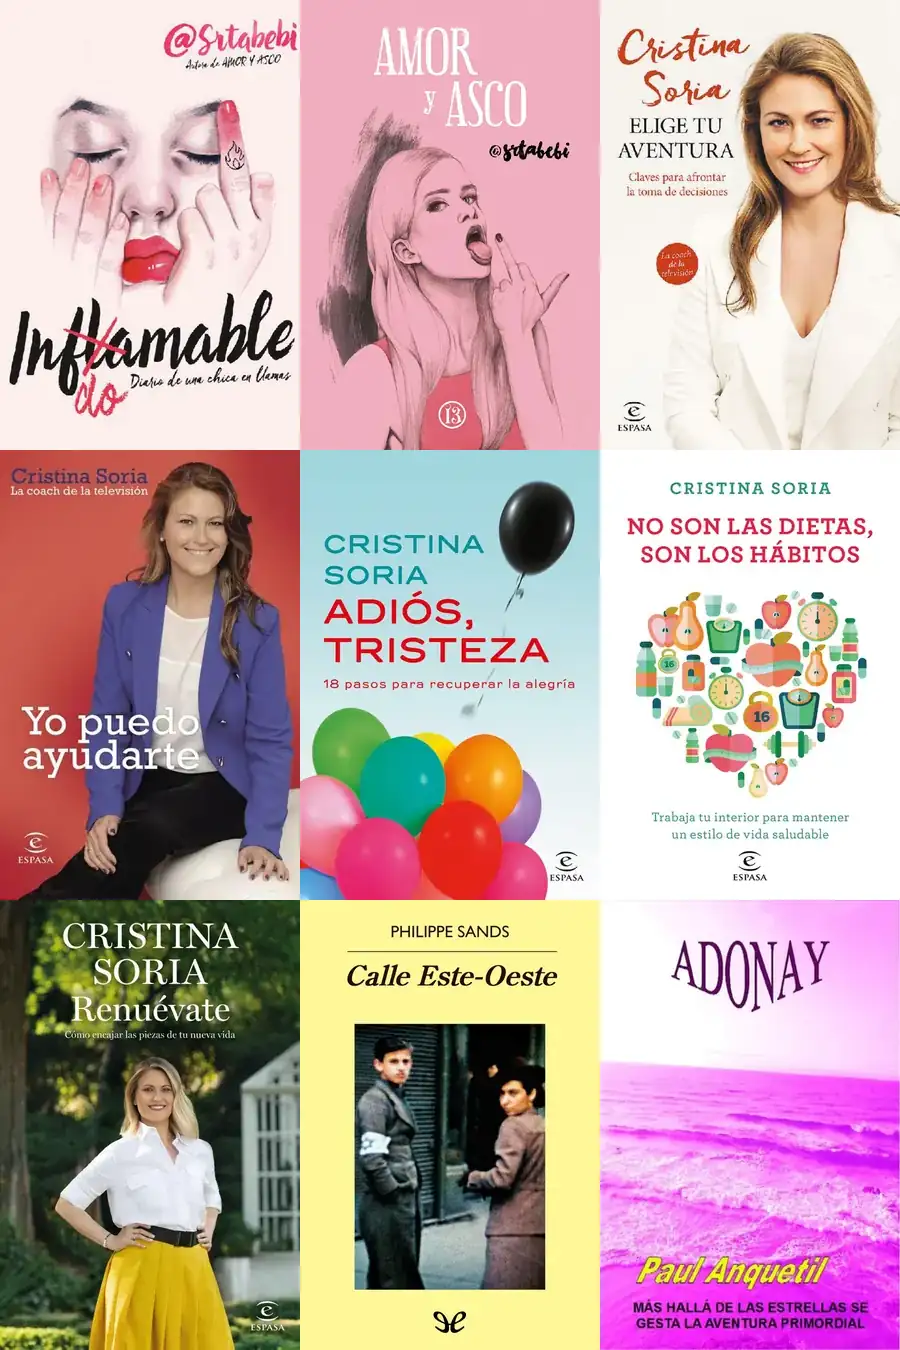 @Srtabebi
Autora de AMOR Y ASCO
Inflamable
do
Diario de una chica en llamas
AMOR
y ASCO
@srtabebi
13
Cristina
Soria
ELIGE TU
AVENTURA
Claves para afrontar
la toma de decisiones
La coach
de la
televisión
e
ESPASA
Cristina Soria
La coach de la televisión
Yo puedo
ayudarte
e
ESPASA
CRISTINA
SORIA
ADIÓS,
TRISTEZA
18 pasos para recuperar la alegría
e
ESPASA
CRISTINA SORIA
NO SON LAS DIETAS,
SON LOS HÁBITOS
16
16
Trabaja tu interior para mantener
un estilo de vida saludable
e
ESPASA
CRISTINA
SORIA
Renuévate
Cómo encajar las piezas de tu nueva vida
e
ESPASA
PHILIPPE SANDS
Calle Este-Oeste
ADONAY
Paul Anquetil
MÁS HALLÁ DE LAS ESTRELLAS SE
GESTA LA AVENTURA PRIMORDIAL